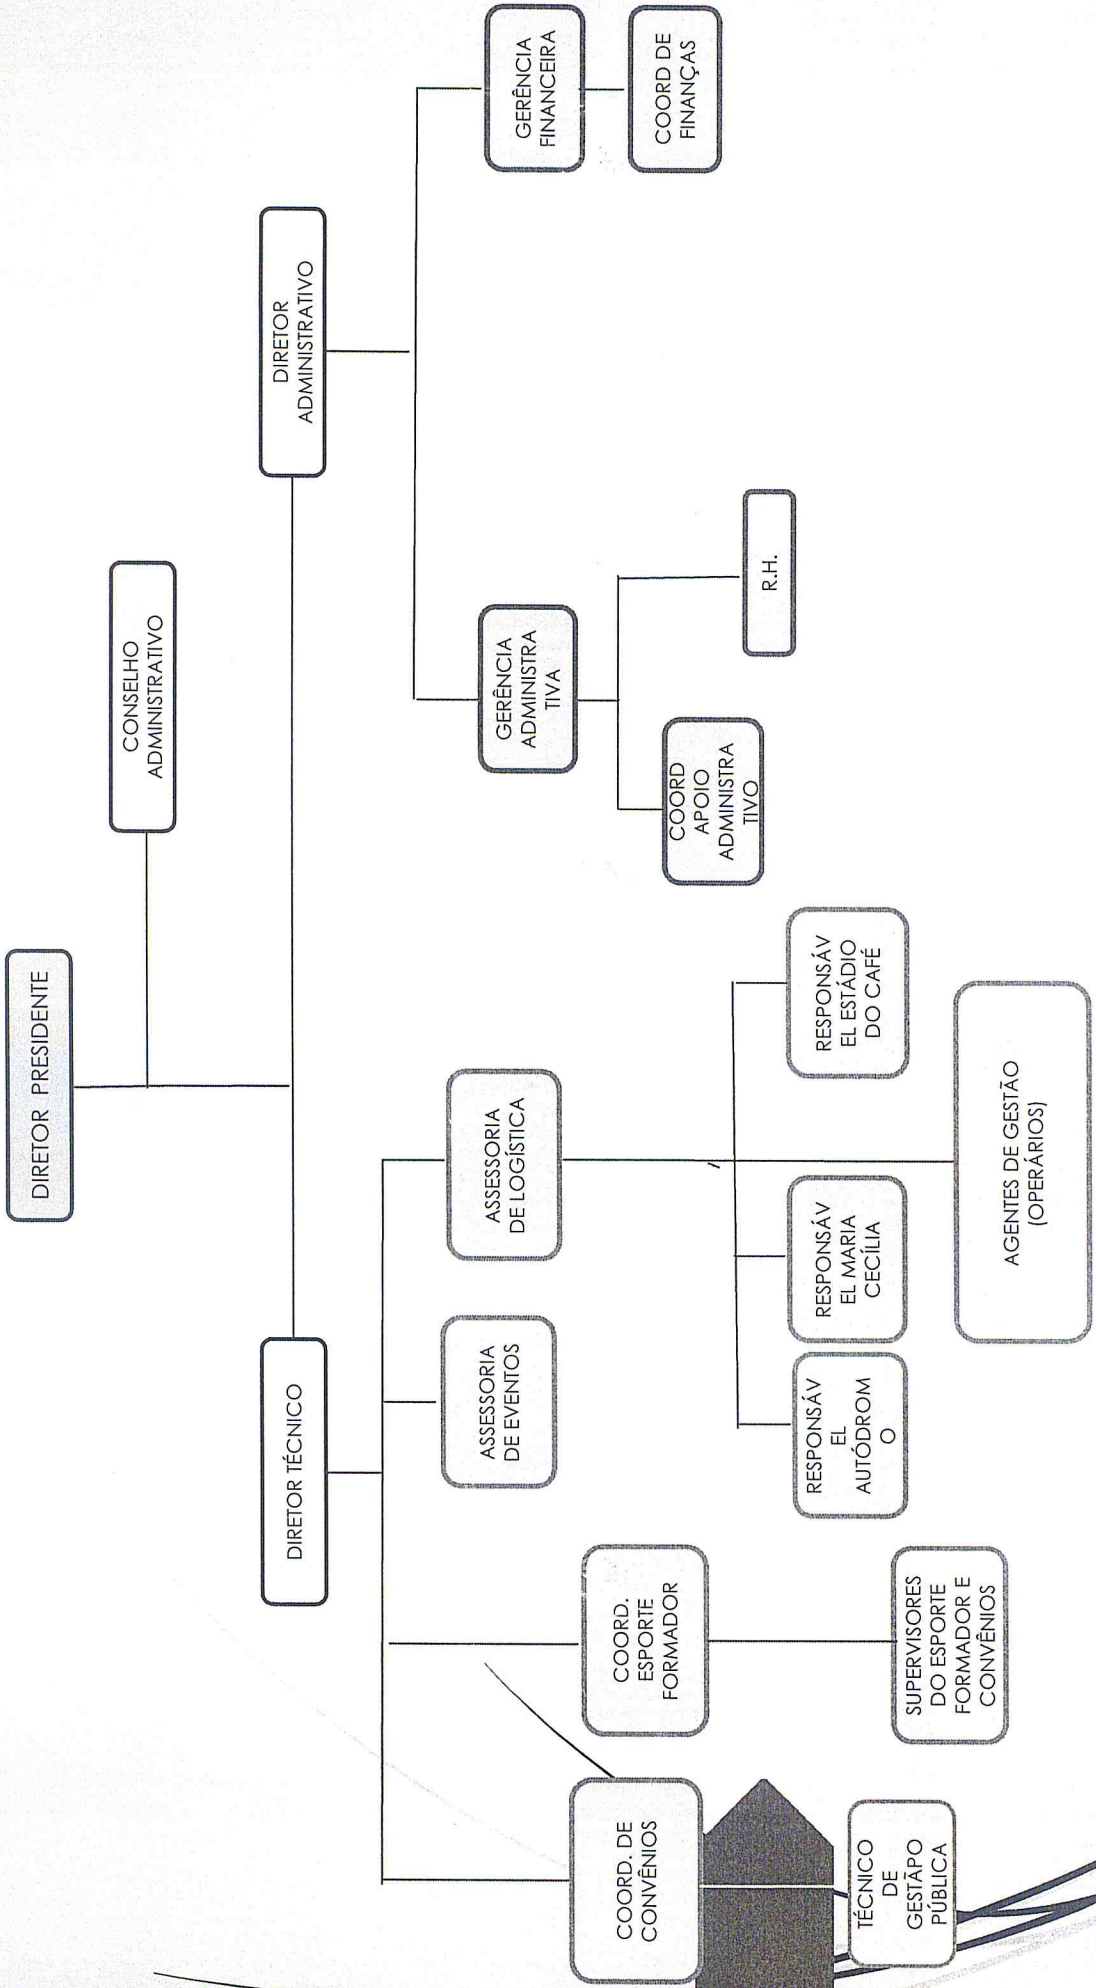 DIRETOR PRESIDENTE
CONSELHO
ADMINISTRATIVO
DIRETOR TÉCNICO
DIRETOR
ADMINISTRATIVO
COORD. DE
CONVÊNIOS
COORD.
ESPORTE
FORMADOR
ASSESSORIA
DE EVENTOS
ASSESSORIA
DE LOGÍSTICA
GERÊNCIA
ADMINISTRA
TIVA
GERÊNCIA
FINANCEIRA
COORD
APOIO
ADMINISTRA
TIVO
R.H.
COORD DE
FINANÇAS
TÉCNICO
DE
GESTÃPO
PÚBLICA
SUPERVISORES
DO ESPORTE
FORMADOR E
CONVÊNIOS
RESPONSÁV
EL
AUTÓDROM
O
RESPONSÁV
EL MARIA
CECÍLIA
RESPONSÁV
EL ESTÁDIO
DO CAFÉ
AGENTES DE GESTÃO
(OPERÁRIOS)